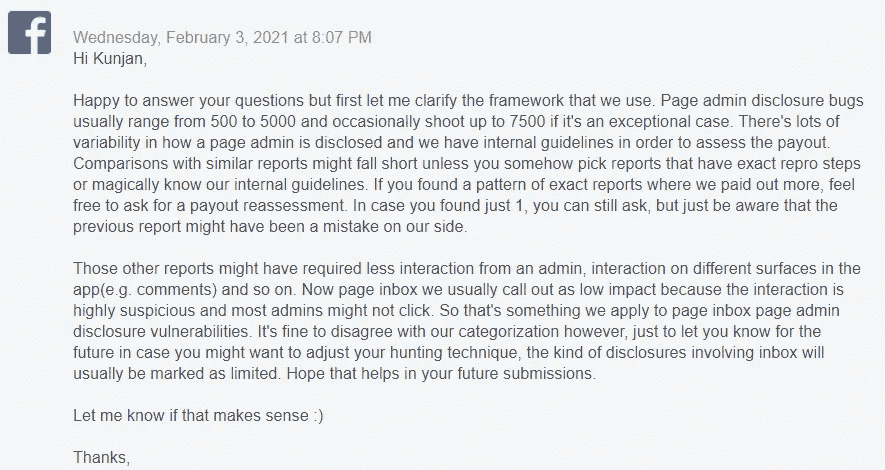 Wednesday, February 3, 2021 at 8:07 PM
Hi Kunjan,
Happy to answer your questions but first let me clarify the framework that we use. Page admin disclosure bugs
usually range from 500 to 5000 and occasionally shoot up to 7500 if it's an exceptional case. There's lots of
variability in how a page admin is disclosed and we have internal guidelines in order to assess the payout.
Comparisons with similar reports might fall short unless you somehow pick reports that have exact repro steps
or magically know our internal guidelines. If you found a pattern of exact reports where we paid out more, feel
free to ask for a payout reassessment. In case you found just 1, you can still ask, but just be aware that the
previous report might have been a mistake on our side.
Those other reports might have required less interaction from an admin, interaction on different surfaces in the
app(e.g. comments) and so on. Now page inbox we usually call out as low impact because the interaction is
highly suspicious and most admins might not click. So that's something we apply to page inbox page admin
disclosure vulnerabilities. It's fine to disagree with our categorization however, just to let you know for the
future in case you might want to adjust your hunting technique, the kind of disclosures involving inbox will
usually be marked as limited. Hope that helps in your future submissions.
Let me know if that makes sense :)
Thanks,